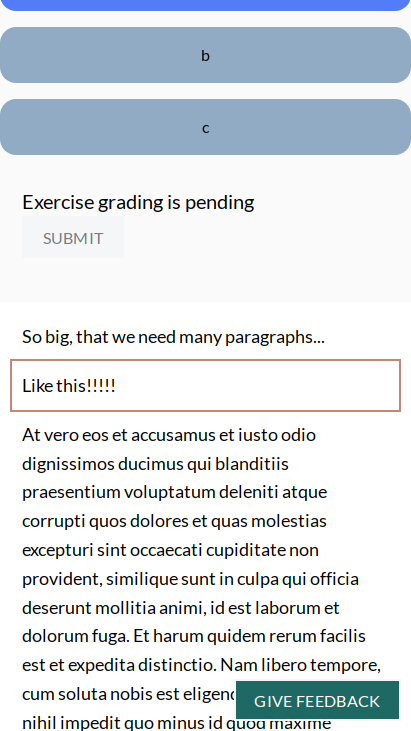 b
c
Exercise grading is pending
SUBMIT
So big, that we need many paragraphs...
Like this!!!!!
At vero eos et accusamus et iusto odio
dignissimos ducimus qui blanditiis
praesentium voluptatum deleniti atque
corrupti quos dolores et quas molestias
excepturi sint occaecati cupiditate non
provident, similique sunt in culpa qui officia
deserunt mollitia animi, id est laborum et
dolorum fuga. Et harum quidem rerum facilis
est et expedita distinctio. Nam libero tempore,
cum soluta nobis est
GIVE FEEDBACK
nihil impedit quo minus id quod maxime